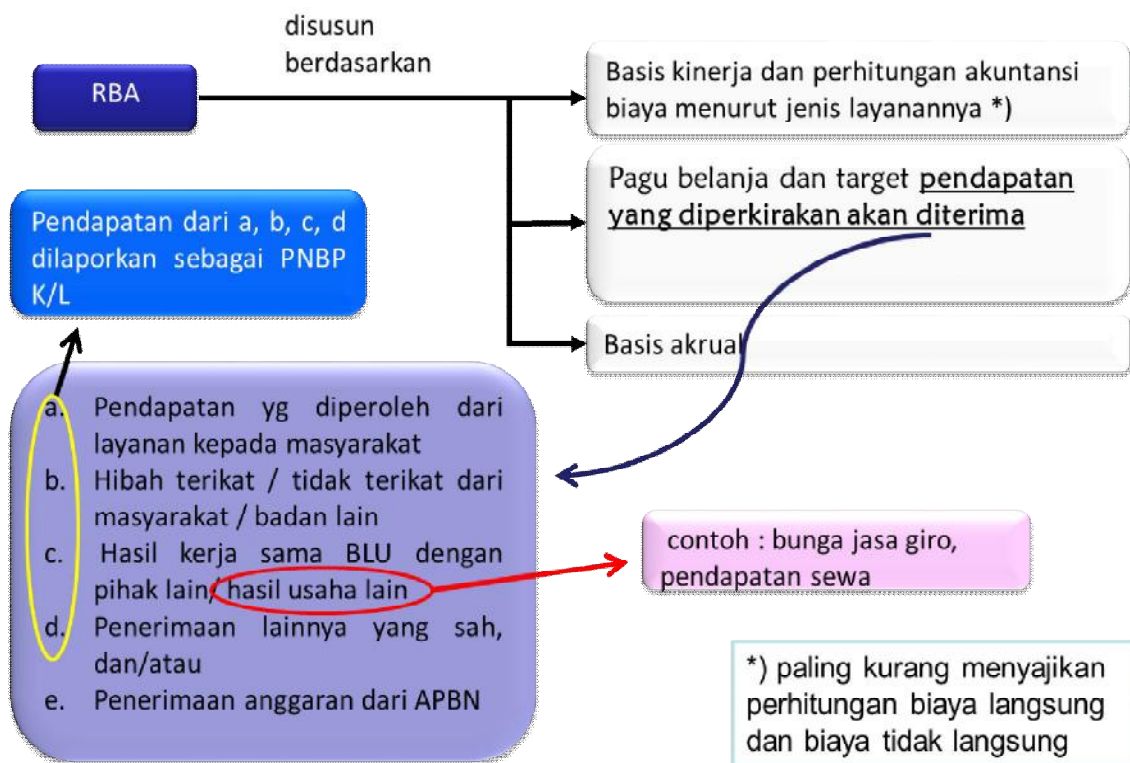 disusun
berdasarkan
RBA
Basis kinerja dan perhitungan akuntansi
biaya menurut jenis layanannya *)
Pagu belanja dan target pendapatan
yang diperkirakan akan diterima
Basis akrual
Pendapatan dari a, b, c, d
dilaporkan sebagai PNBP
K/L
a. Pendapatan yg diperoleh dari
layanan kepada masyarakat
b. Hibah terikat / tidak terikat dari
masyarakat / badan lain
c. Hasil kerja sama BLU dengan
pihak lain/ hasil usaha lain
d. Penerimaan lainnya yang sah,
dan/atau
e. Penerimaan anggaran dari APBN
contoh : bunga jasa giro,
pendapatan sewa
*) paling kurang menyajikan
perhitungan biaya langsung
dan biaya tidak langsung